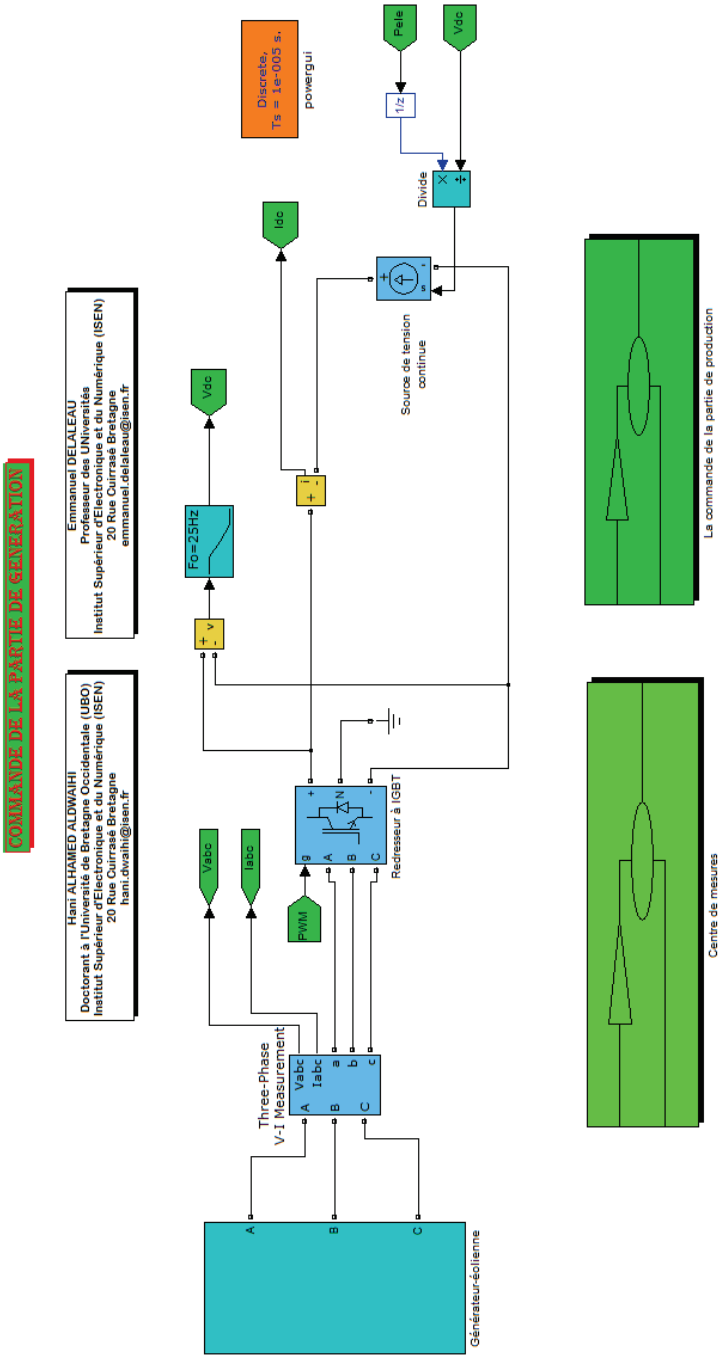 COMMANDE DE LA PARTIE DE GENERATION
Hani ALHAMED ALDWAIHI
Doctorant à l'Université de Bretagne Occidentale (UBO)
Institut Supérieur d'Electronique et du Numérique (ISEN)
20 Rue Cuirrasé Bretagne
hani.dwaihi@isen.fr
Emmanuel DELALEAU
Professeur des UNiversités
Institut Supérieur d'Electronique et du Numérique (ISEN)
20 Rue Cuirrasé Bretagne
emmanuel.delaleau@isen.fr
Discrete,
Ts = 1e-005 s.
powergui
Vabc
Iabc
PWM
Fo=25Hz
Vdc
Idc
Pele
Vdc
1/z
Divide
×
÷
+
-
v
+
-
i
Générateur-éolienne
A
B
C
Three-Phase
V-I Measurement
Vabc
Iabc
A
B
C
a
b
c
Redresseur à IGBT
g
A
B
C
+
N
-
Source de tension
continue
s
+
-
Centre de mesures
La commande de la partie de production